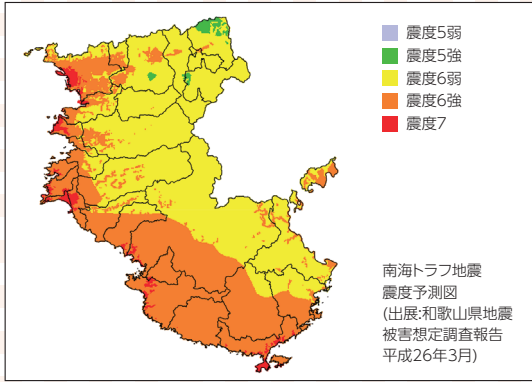 震度5弱
震度5強
震度6弱
震度6強
震度7
南海トラフ地震
震度予測図
(出展:和歌山県地震
被害想定調査報告
平成26年3月)